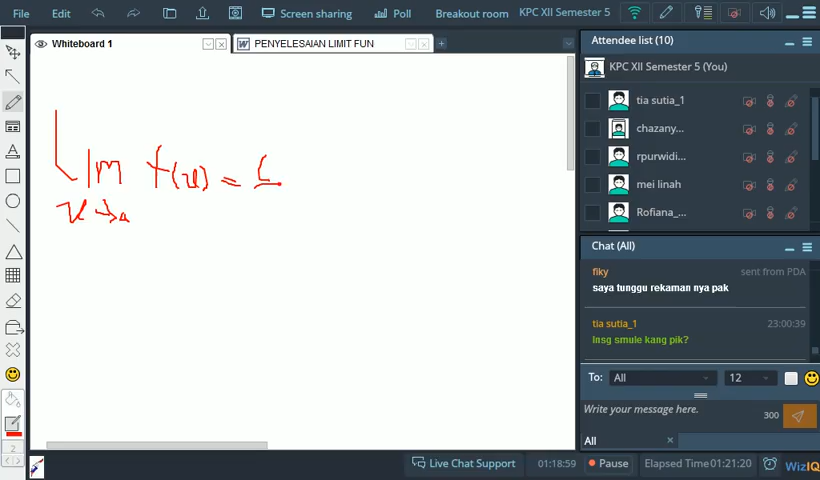 File
Edit
Screen sharing
Poll
Breakout room
KPC XII Semester 5
Whiteboard 1
PENYELESAIAN LIMIT FUN
Lim f(x) = L
x→a
2
Attendee list (10)
KPC XII Semester 5 (You)
tia sutia_1
chazany...
rpurwidi...
mei linah
Rofiana_...
Chat (All)
fiky
sent from PDA
saya tunggu rekaman nya pak
tia sutia_1
23:00:39
lnsg smule kang pik?
To:
All
12
Write your message here.
300
All
Live Chat Support
01:18:59
Pause
Elapsed Time 01:21:20
WizIQ